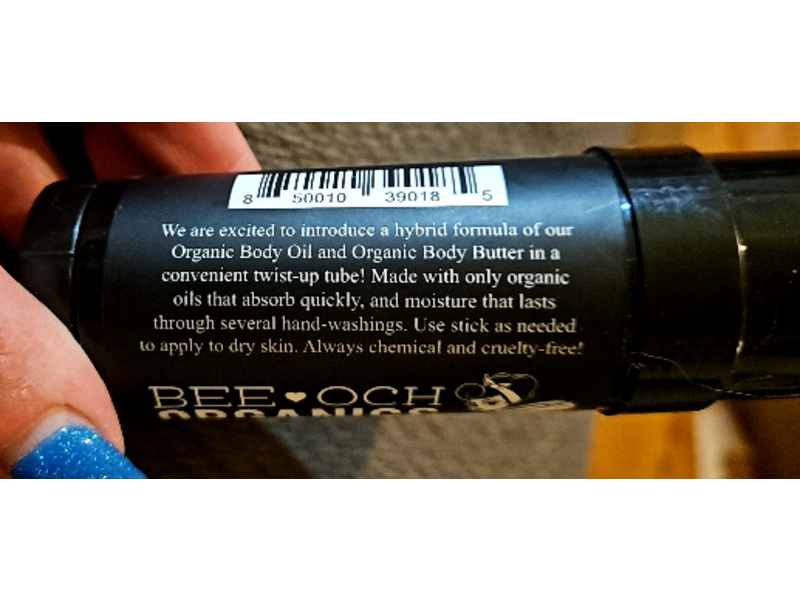 8 50010 39018 5
We are excited to introduce a hybrid formula of our
Organic Body Oil and Organic Body Butter in a
convenient twist-up tube! Made with only organic
oils that absorb quickly, and moisture that lasts
through several hand-washings. Use stick as needed
to apply to dry skin. Always chemical and cruelty-free!
BEE♥OCH
ORGANICS